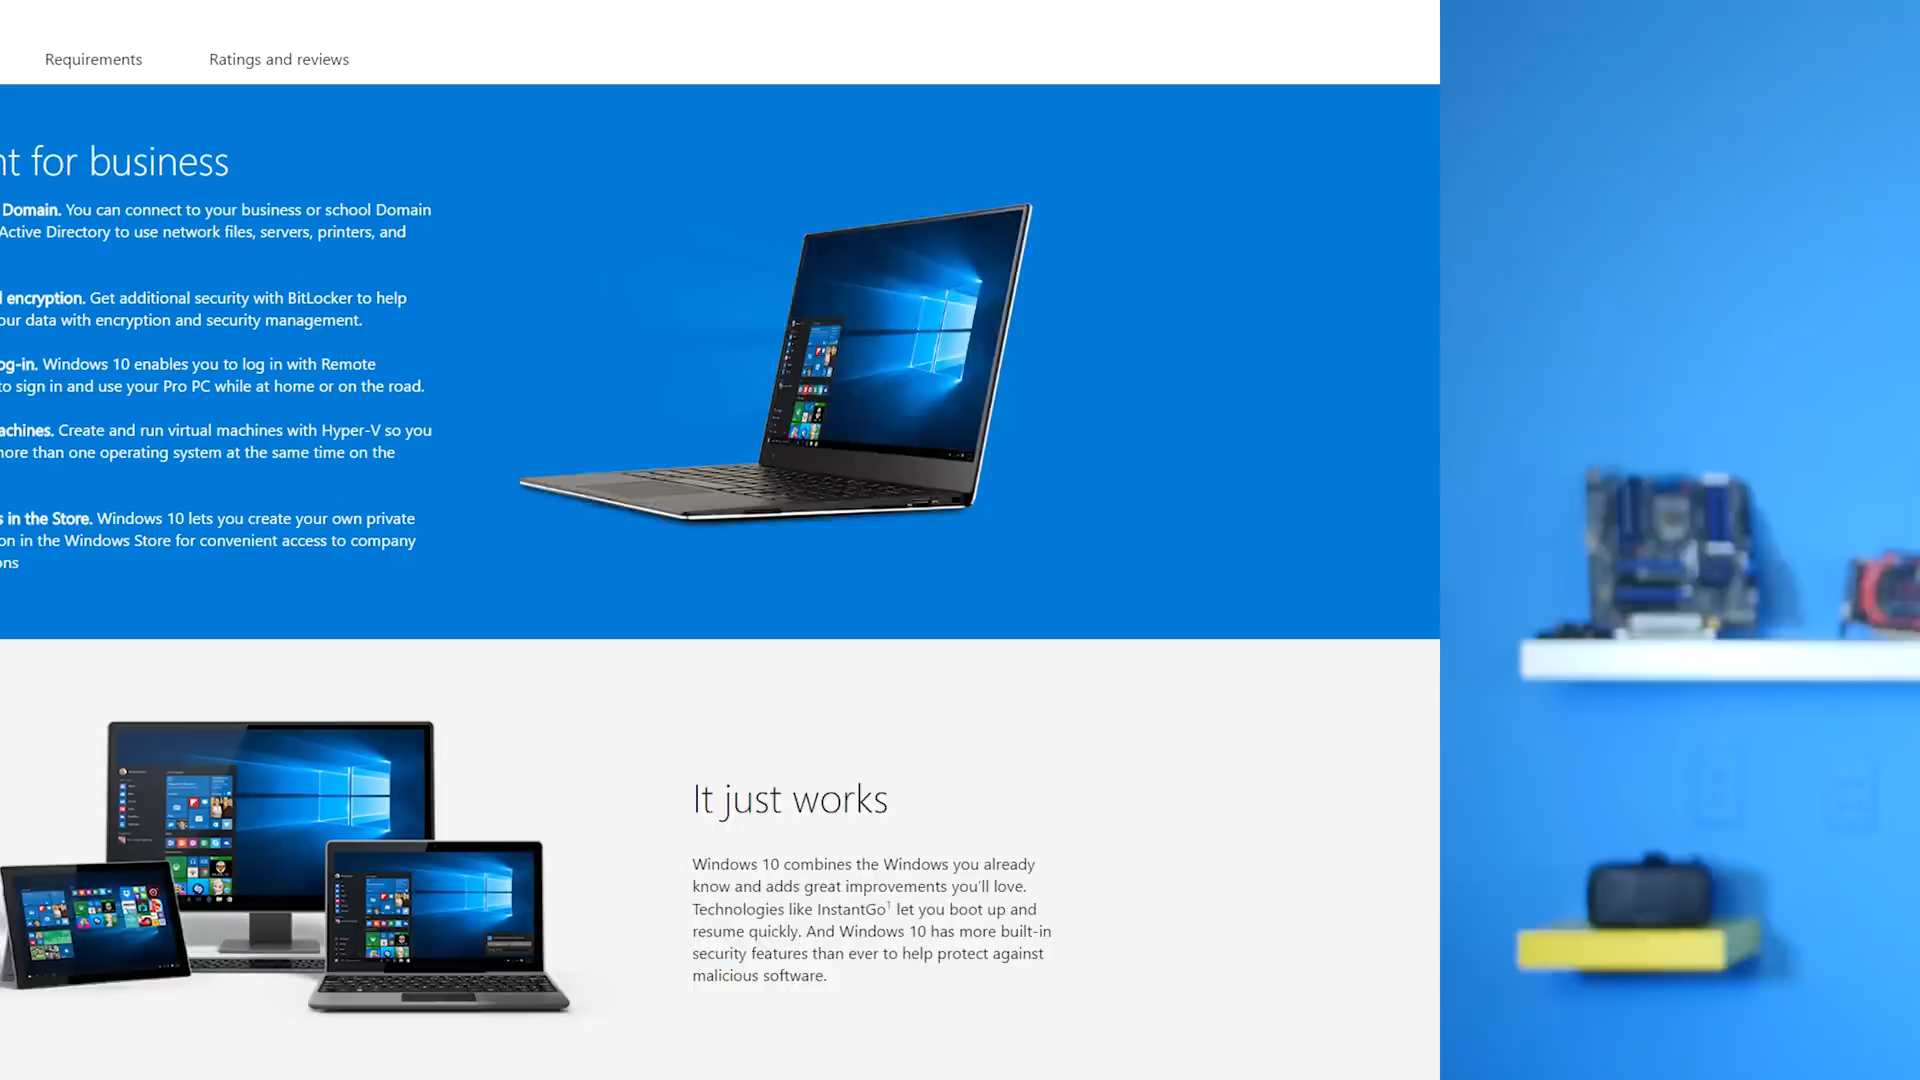 Requirements
Ratings and reviews
nt for business
Domain. You can connect to your business or school Domain
Active Directory to use network files, servers, printers, and
l encryption. Get additional security with BitLocker to help
our data with encryption and security management.
og-in. Windows 10 enables you to log in with Remote
to sign in and use your Pro PC while at home or on the road.
achines. Create and run virtual machines with Hyper-V so you
more than one operating system at the same time on the
s in the Store. Windows 10 lets you create your own private
on in the Windows Store for convenient access to company
ons
It just works
Windows 10 combines the Windows you already
know and adds great improvements you'll love.
Technologies like InstantGo¹ let you boot up and
resume quickly. And Windows 10 has more built-in
security features than ever to help protect against
malicious software.